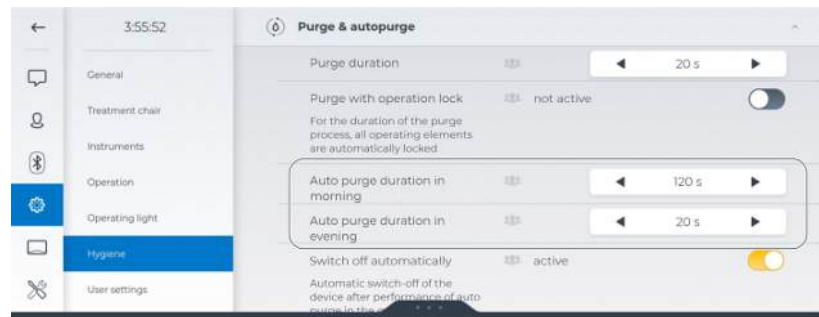 3:55:52
General
Treatment chair
Instruments
Operation
Operating light
Hygiene
User settings
Purge & autopurge
Purge duration
20 s
Purge with operation lock
not active
For the duration of the purge
process, all operating elements
are automatically locked
Auto purge duration in
morning
120 s
Auto purge duration in
evening
20 s
Switch off automatically
active
Automatic switch-off of the
device after performance of auto
purge in the